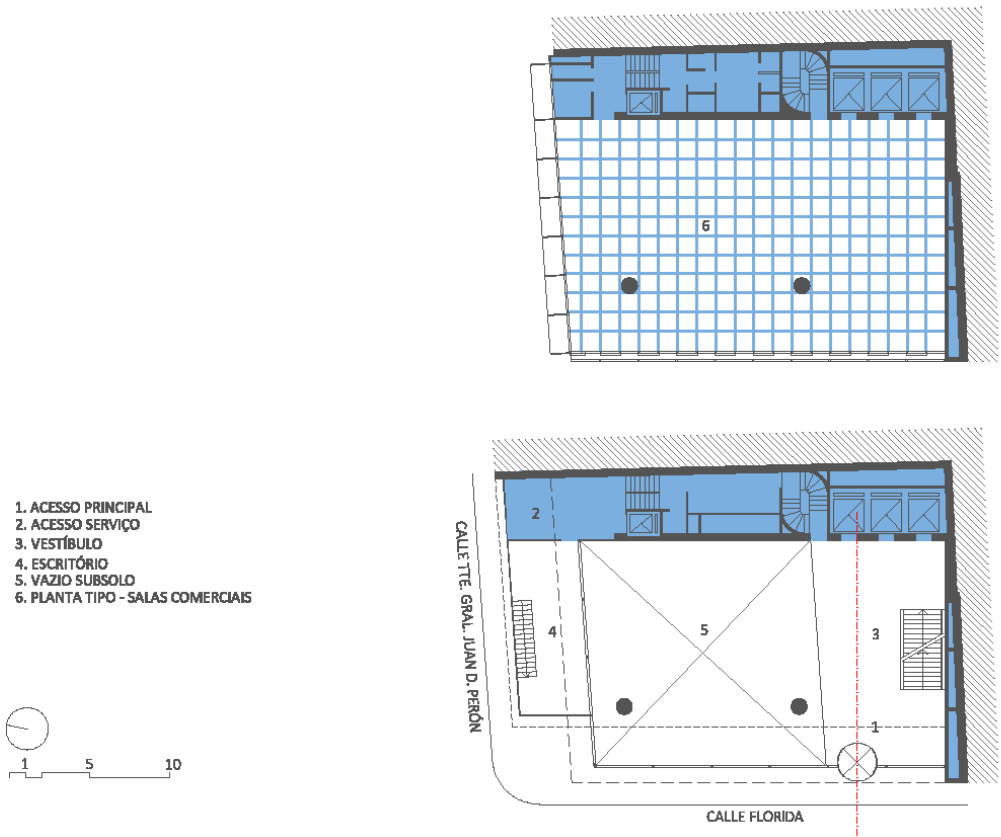 6
1. ACESSO PRINCIPAL
2. ACESSO SERVIÇO
3. VESTÍBULO
4. ESCRITÓRIO
5. VAZIO SUBSOLO
6. PLANTA TIPO - SALAS COMERCIAIS
2
4
5
3
1
CALLE TTE. GRAL. JUAN D. PERÓN
1 5 10
CALLE FLORIDA